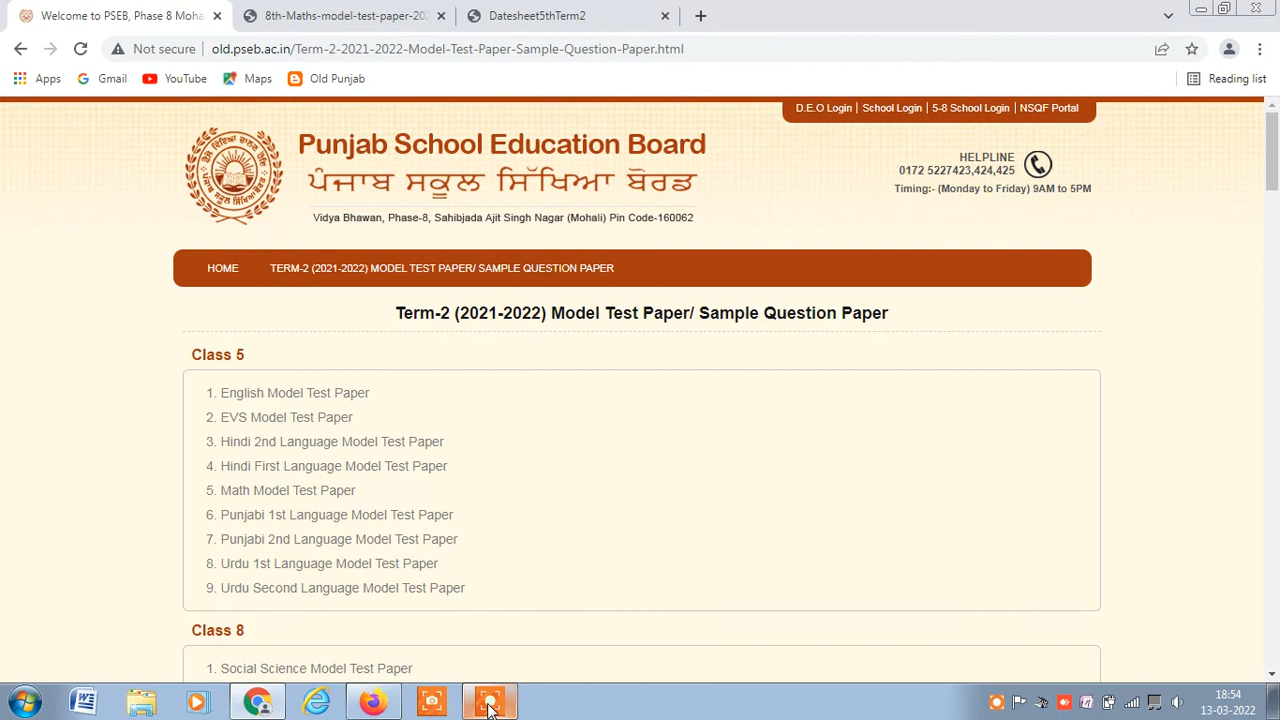 Welcome to PSEB, Phase 8 Moha
8th-Maths-model-test-paper-202
Datesheet5thTerm2
Not secure
old.pseb.ac.in/Term-2-2021-2022-Model-Test-Paper-Sample-Question-Paper.html
Apps
Gmail
YouTube
Maps
Old Punjab
Reading list
D.E.O Login | School Login | 5-8 School Login | NSQF Portal
Punjab School Education Board
ਪੰਜਾਬ ਸਕੂਲ ਸਿੱਖਿਆ ਬੋਰਡ
Vidya Bhawan, Phase-8, Sahibjada Ajit Singh Nagar (Mohali) Pin Code-160062
HELPLINE
0172 5227423,424,425
Timing:- (Monday to Friday) 9AM to 5PM
HOME
TERM-2 (2021-2022) MODEL TEST PAPER/ SAMPLE QUESTION PAPER
Term-2 (2021-2022) Model Test Paper/ Sample Question Paper
Class 5
1. English Model Test Paper
2. EVS Model Test Paper
3. Hindi 2nd Language Model Test Paper
4. Hindi First Language Model Test Paper
5. Math Model Test Paper
6. Punjabi 1st Language Model Test Paper
7. Punjabi 2nd Language Model Test Paper
8. Urdu 1st Language Model Test Paper
9. Urdu Second Language Model Test Paper
Class 8
1. Social Science Model Test Paper
18:54
13-03-2022